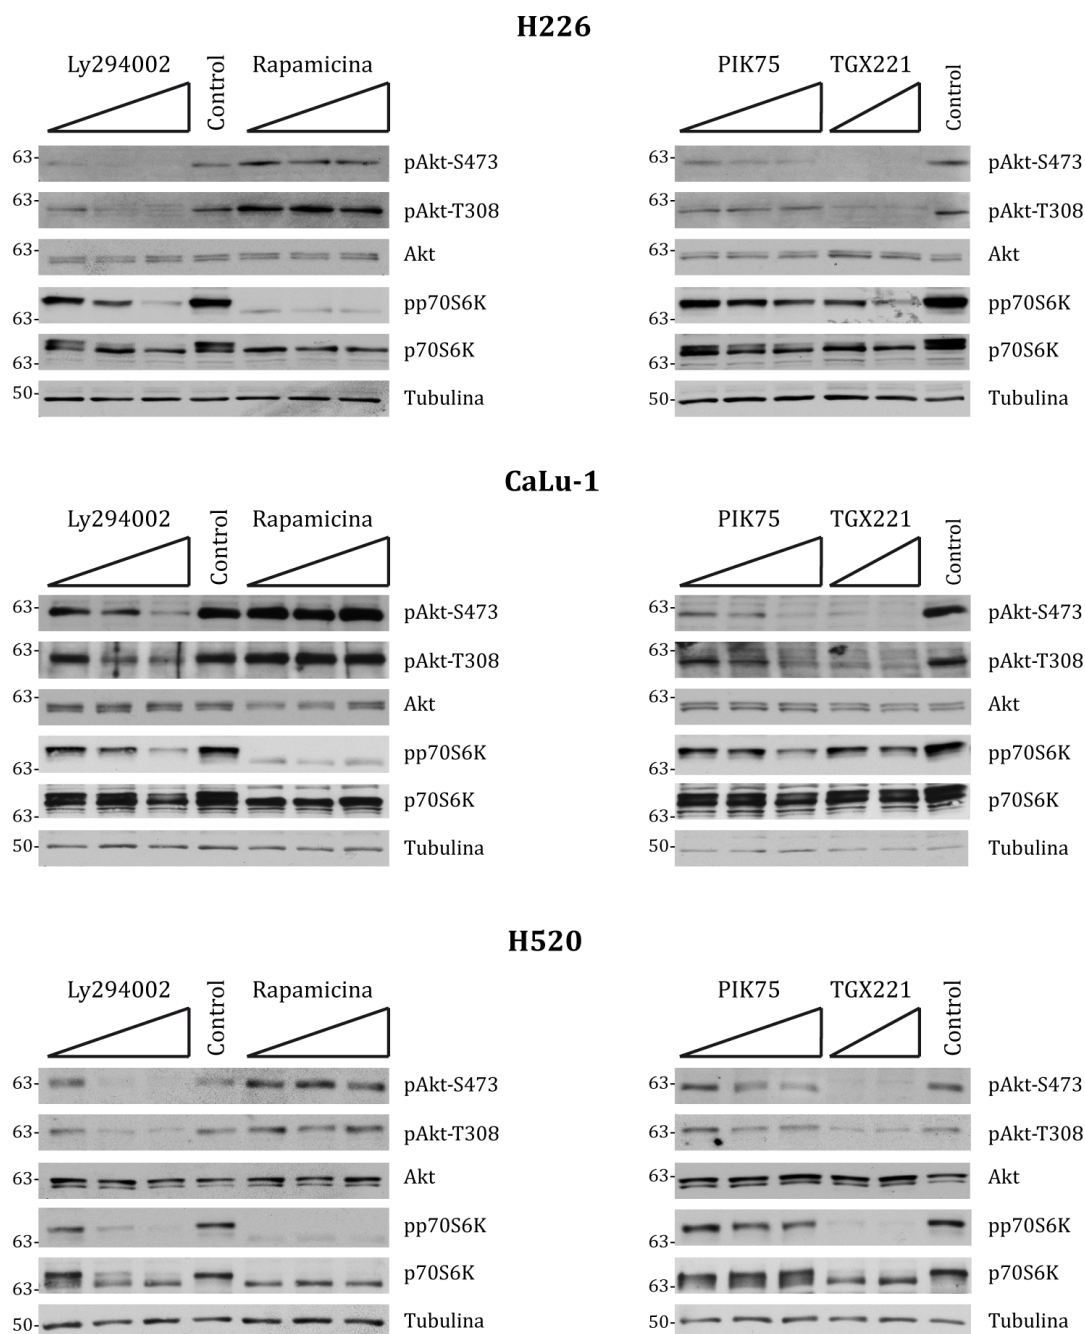 H226
Ly294002 Control Rapamicina
63- pAkt-S473
63- pAkt-T308
63- Akt
63- pp70S6K
63- p70S6K
50- Tubulina
PIK75 TGX221 Control
63- pAkt-S473
63- pAkt-T308
63- Akt
63- pp70S6K
63- p70S6K
50- Tubulina
CaLu-1
Ly294002 Control Rapamicina
63- pAkt-S473
63- pAkt-T308
63- Akt
63- pp70S6K
63- p70S6K
50- Tubulina
PIK75 TGX221 Control
63- pAkt-S473
63- pAkt-T308
63- Akt
63- pp70S6K
63- p70S6K
50- Tubulina
H520
Ly294002 Control Rapamicina
63- pAkt-S473
63- pAkt-T308
63- Akt
63- pp70S6K
63- p70S6K
50- Tubulina
PIK75 TGX221 Control
63- pAkt-S473
63- pAkt-T308
63- Akt
63- pp70S6K
63- p70S6K
50- Tubulina